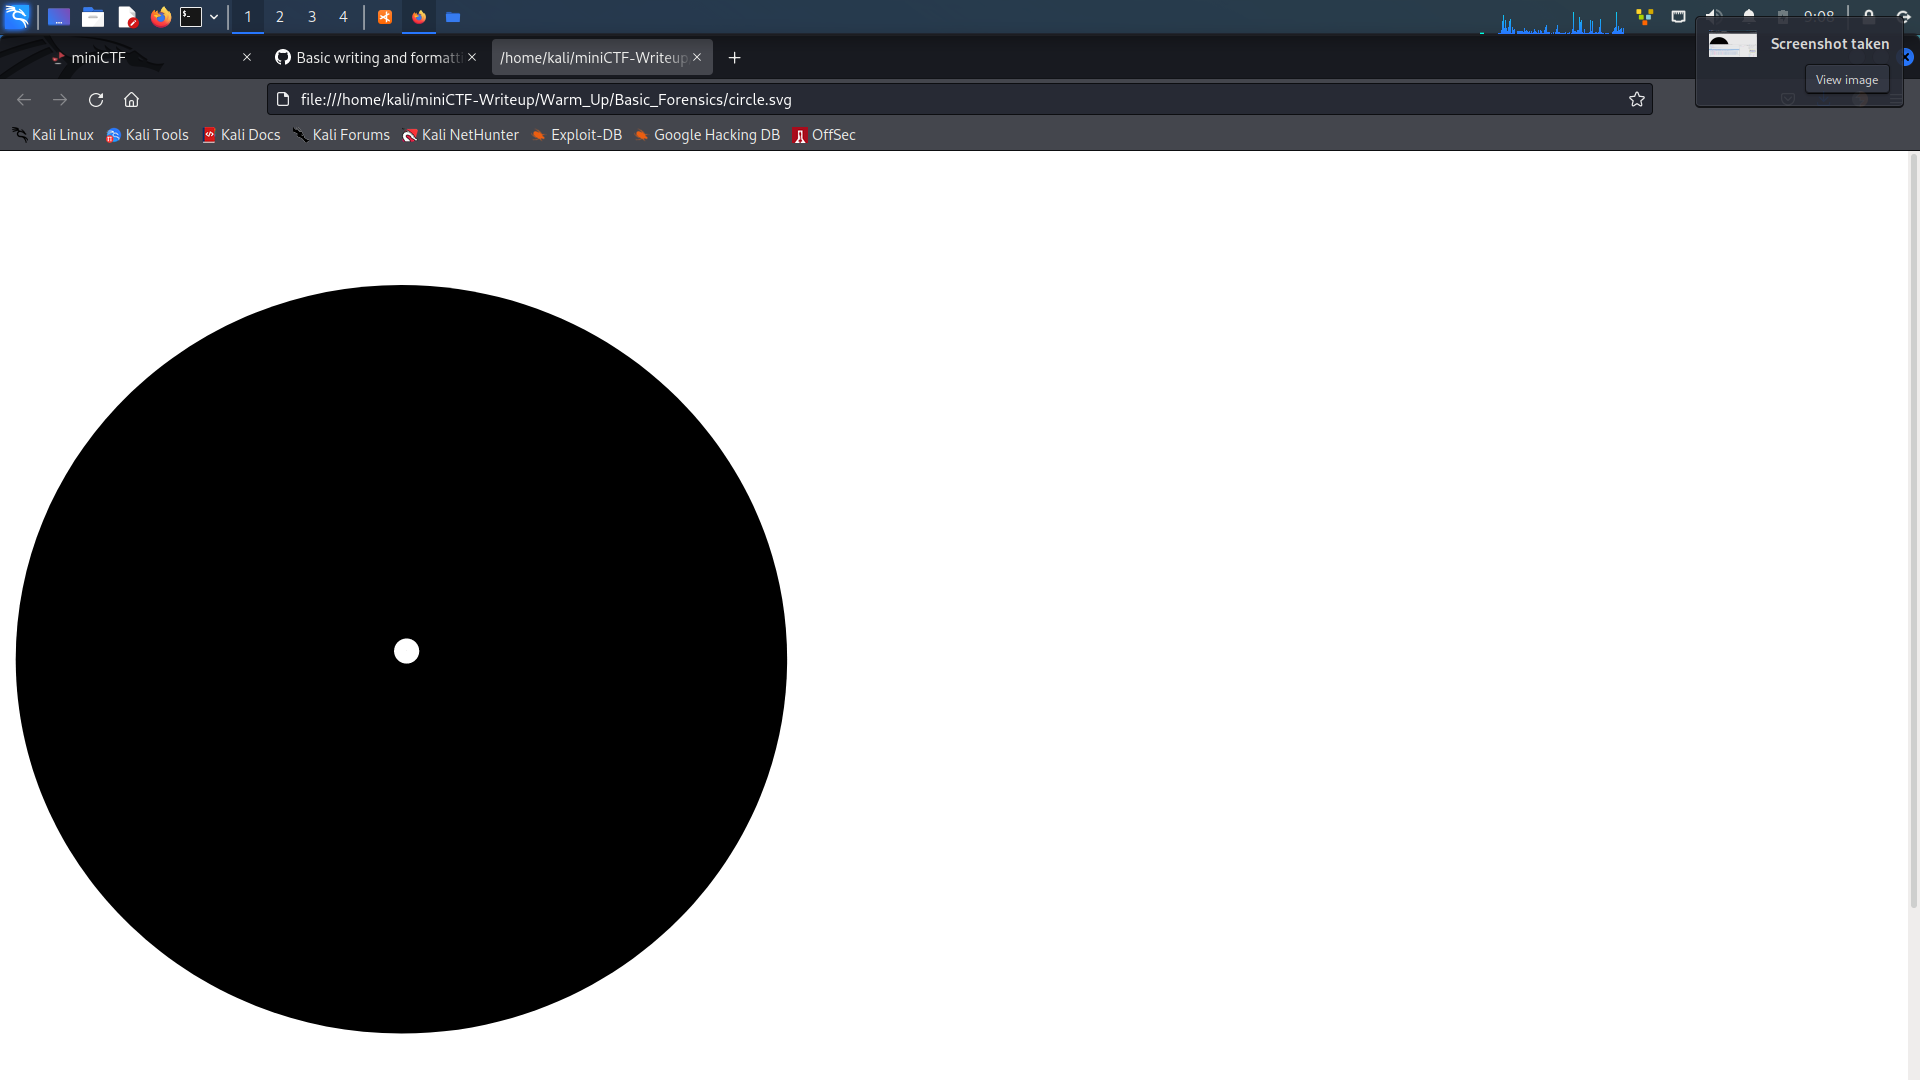 1 2 3 4 9:08
Screenshot taken
View image
miniCTF
Basic writing and formatti
/home/kali/miniCTF-Writeup
file:///home/kali/miniCTF-Writeup/Warm_Up/Basic_Forensics/circle.svg
Kali Linux Kali Tools Kali Docs Kali Forums Kali NetHunter Exploit-DB Google Hacking DB OffSec